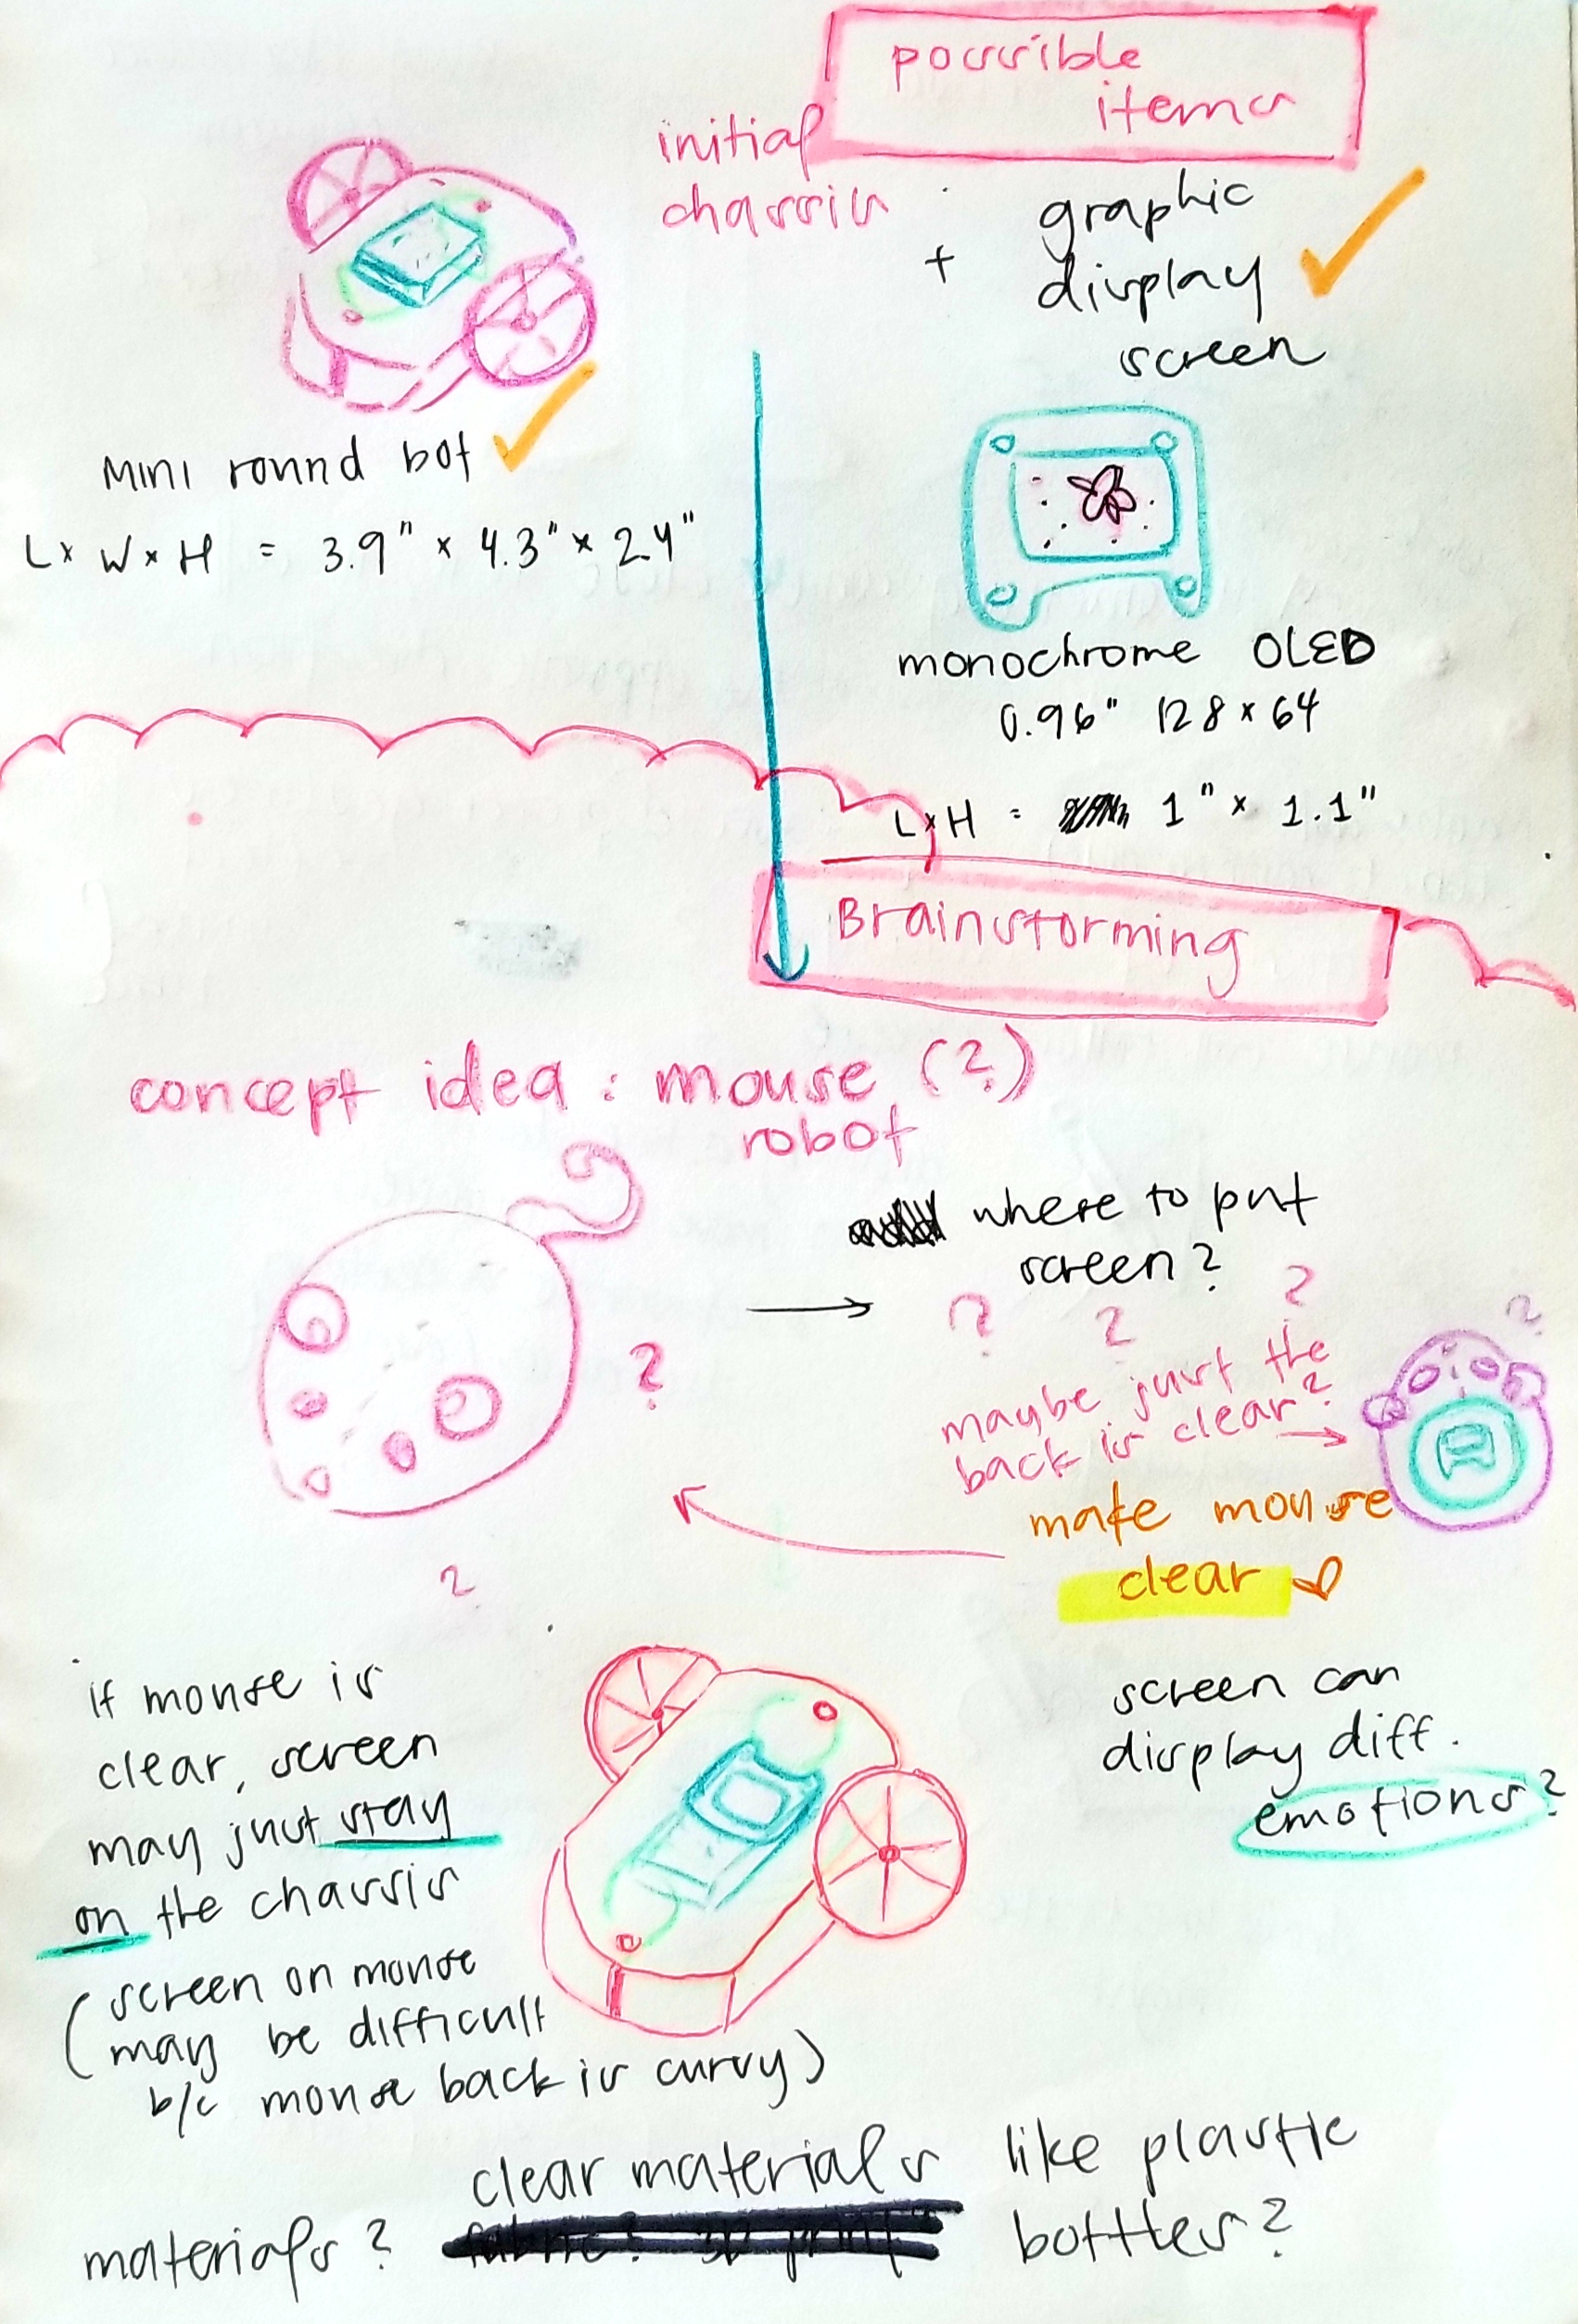 possible
items
initial
chassis
+
graphic
display
screen
mini round bot
L x W x H = 3.9" x 4.3" x 2.4"
monochrome OLED
0.96" 128 x 64
L x H = 1" x 1.1"
Brainstorming
concept idea : mouse (?)
robot
where to put
screen?
? ? ?
?
?
?
maybe just the
back is clear?
make mouse
clear
if mouse is
clear, screen
may just stay
on the chassis
(screen on mouse
may be difficult
b/c mouse back is curvy)
screen can
display diff.
emotions?
clear materials like plastic
materials? fabric? 3D print? bottles?